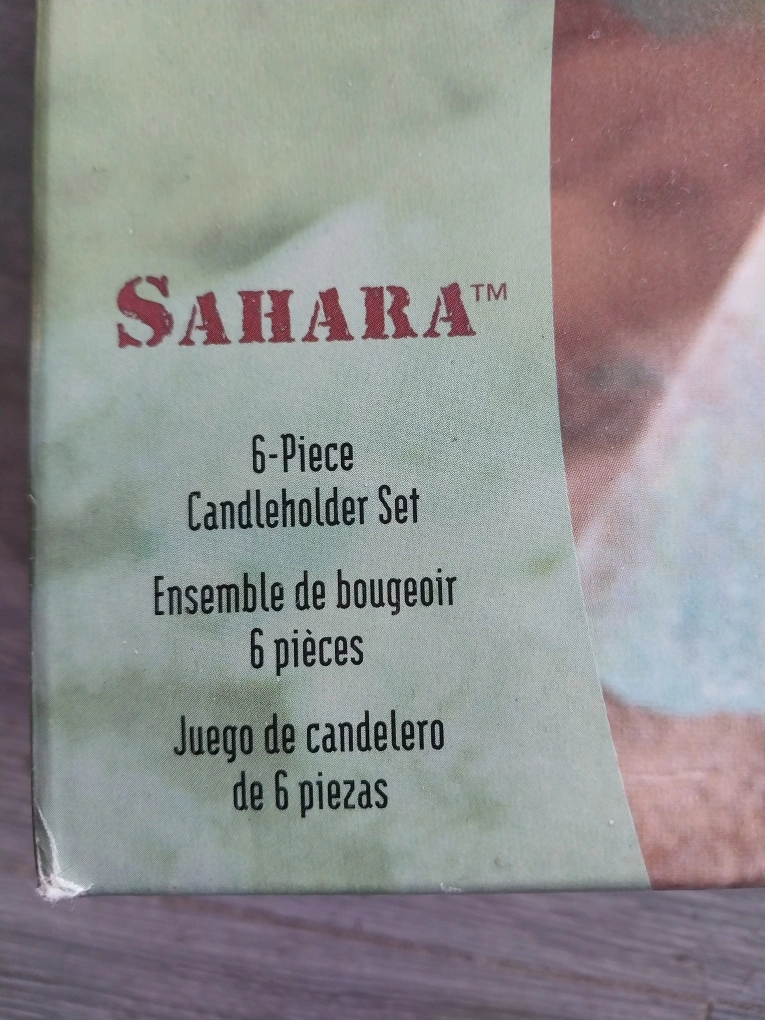 SAHARA™
6-Piece
Candleholder Set
Ensemble de bougeoir
6 pièces
Juego de candelero
de 6 piezas